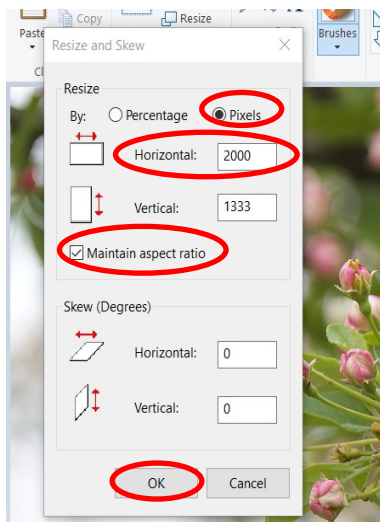 Copy
Resize
Paste
Brushes
Resize and Skew
Resize
By: Percentage Pixels
Horizontal: 2000
Vertical: 1333
Maintain aspect ratio
Skew (Degrees)
Horizontal: 0
Vertical: 0
OK Cancel